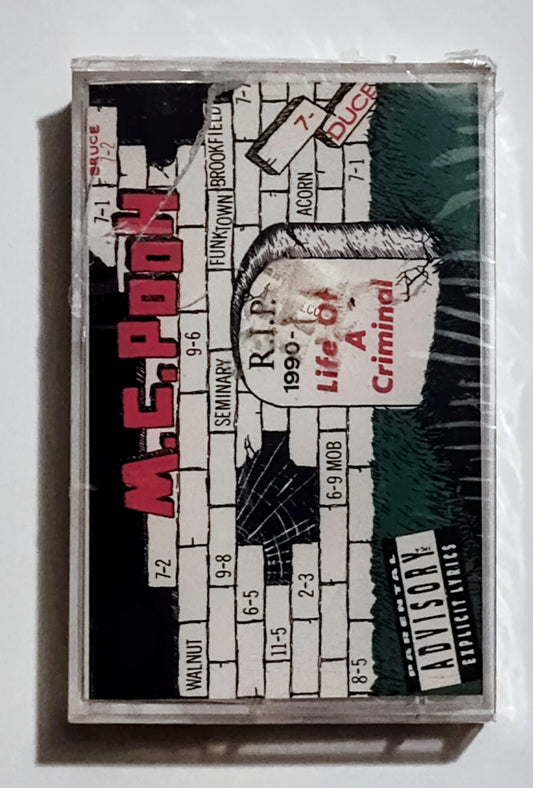 BRUCE
7-1
7-2
M.C.POOH
7-2
WALNUT
9-6
9-8
SEMINARY
FUNKTOWN
BROOKFIELD
7-
6-5
11-5
2-3
ACORN
7-
DUCE
R.I.P.
1990-
Life Of
A
Criminal
6-9 MOB
8-5
7-1
PARENTAL
ADVISORY
EXPLICIT LYRICS